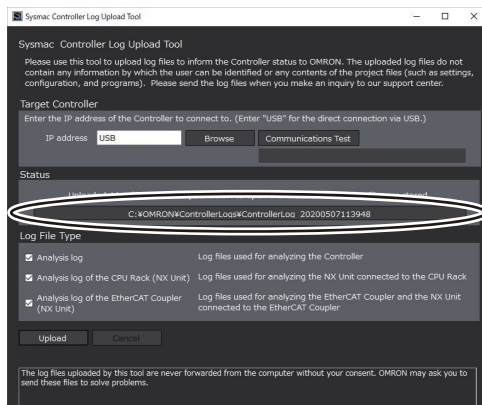 Sysmac Controller Log Upload Tool
Sysmac Controller Log Upload Tool
Please use this tool to upload log files to inform the Controller status to OMRON. The uploaded log files do not
contain any information by which the user can be identified or any contents of the project files (such as settings,
configuration, and programs). Please send the log files when you make an inquiry to our support center.
Target Controller
Enter the IP address of the Controller to connect to. (Enter "USB" for the direct connection via USB.)
IP address USB Browse Communications Test
Status
C:¥OMRON¥ControllerLogs¥ControllerLog_20200507113948
Log File Type
Analysis log Log files used for analyzing the Controller
Analysis log of the CPU Rack (NX Unit) Log files used for analyzing the NX Unit connected to the CPU Rack
Analysis log of the EtherCAT Coupler (NX Unit) Log files used for analyzing the EtherCAT Coupler and the NX Unit
connected to the EtherCAT Coupler
Upload Cancel
The log files uploaded by this tool are never forwarded from the computer without your consent. OMRON may ask you to
send these files to solve problems.